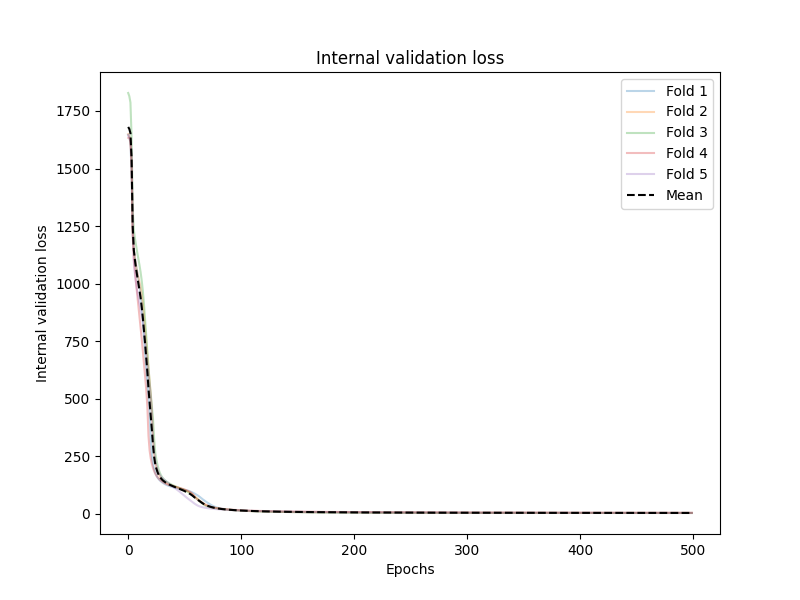 Internal validation loss
Fold 1
Fold 2
Fold 3
Fold 4
Fold 5
Mean
Internal validation loss
1750
1500
1250
1000
750
500
250
0
0 100 200 300 400 500
Epochs